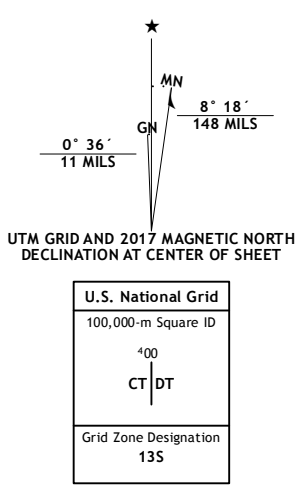 ★
MN
GN
8° 18´
148 MILS
0° 36´
11 MILS
UTM GRID AND 2017 MAGNETIC NORTH
DECLINATION AT CENTER OF SHEET
U.S. National Grid
100,000-m Square ID
⁴00
CT DT
Grid Zone Designation
13S